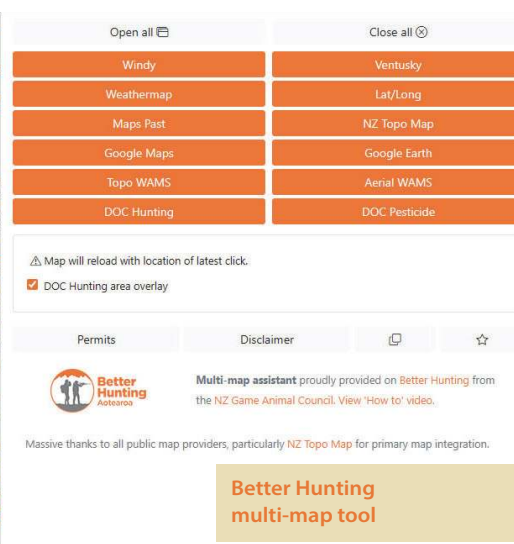 Open all
Close all
Windy
Ventusky
Weathermap
Lat/Long
Maps Past
NZ Topo Map
Google Maps
Google Earth
Topo WAMS
Aerial WAMS
DOC Hunting
DOC Pesticide
Map will reload with location of latest click.
DOC Hunting area overlay
Permits
Disclaimer
Better
Hunting
Aotearoa
Multi-map assistant proudly provided on Better Hunting from
the NZ Game Animal Council. View 'How to' video.
Massive thanks to all public map providers, particularly NZ Topo Map for primary map integration.
Better Hunting
multi-map tool